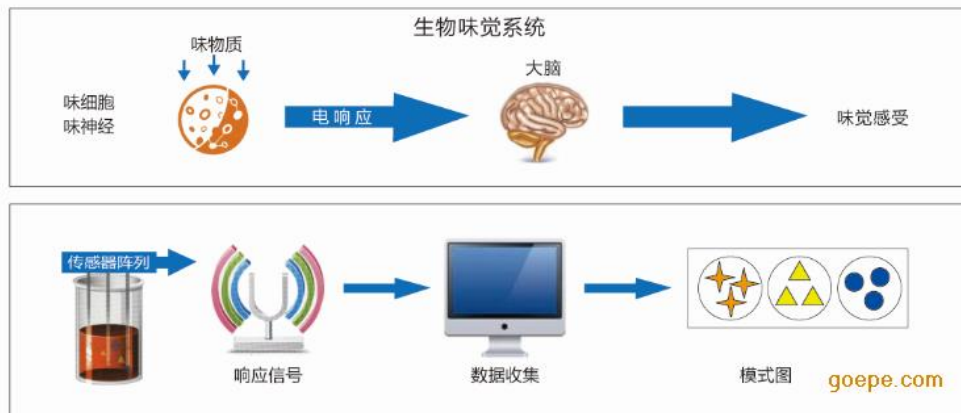 生物味觉系统
味物质
大脑
味细胞
味神经
电响应
味觉感受
传感器阵列
响应信号
数据收集
模式图
goepe.com